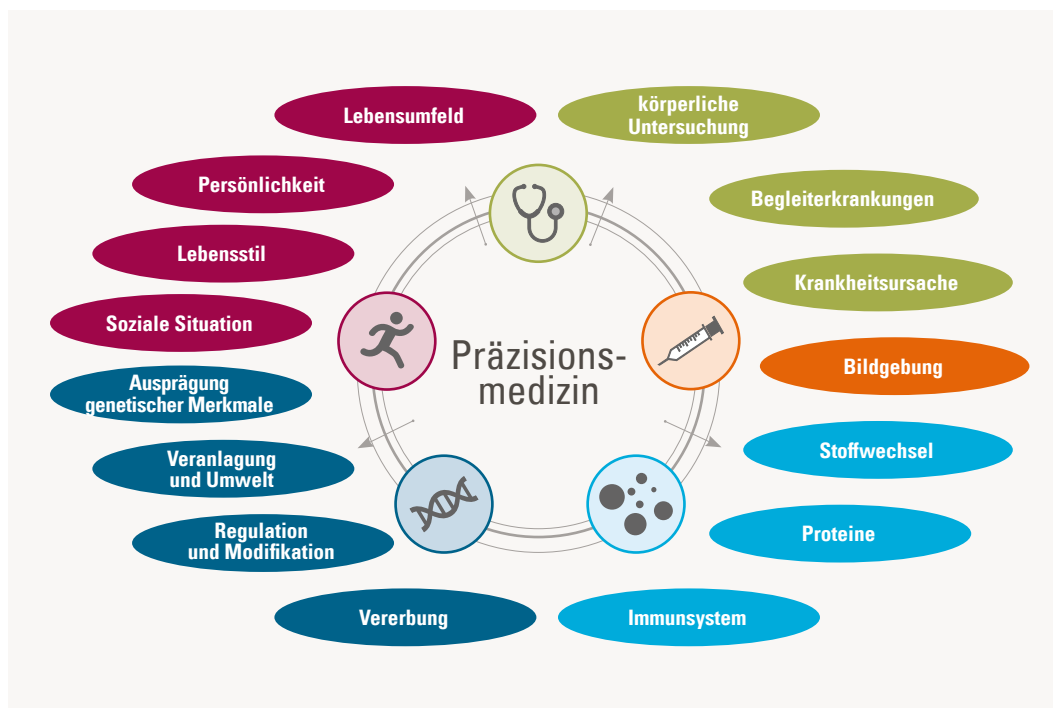 Lebensumfeld
körperliche
Untersuchung
Persönlichkeit
Begleiterkrankungen
Lebensstil
Krankheitsursache
Soziale Situation
Präzisions-
medizin
Bildgebung
Ausprägung
genetischer Merkmale
Stoffwechsel
Veranlagung
und Umwelt
Proteine
Regulation
und Modifikation
Vererbung
Immunsystem